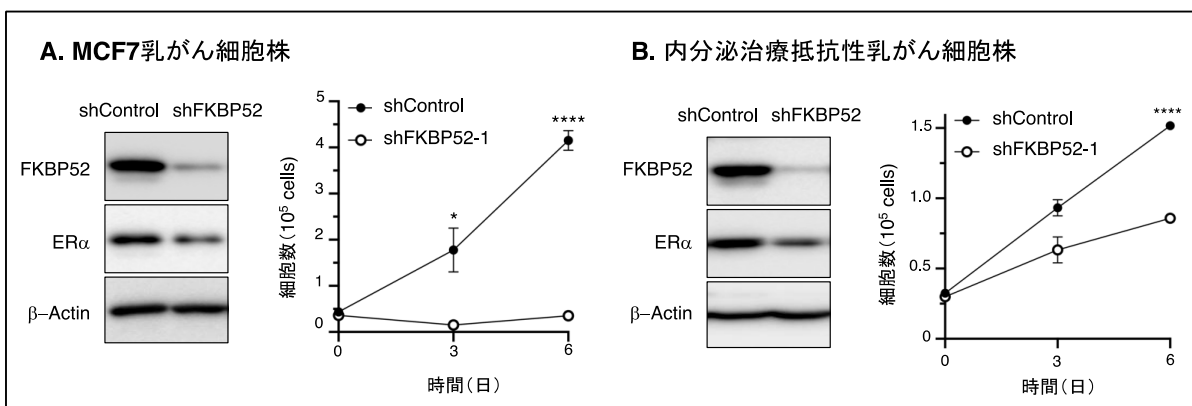 A. MCF7乳がん細胞株
shControl shFKBP52
FKBP52
ERα
β−Actin
細胞数(10⁵ cells)
5
4
3
2
1
0
shControl
shFKBP52-1
*
****
0 3 6
時間(日)
B. 内分泌治療抵抗性乳がん細胞株
shControl shFKBP52
FKBP52
ERα
β−Actin
細胞数(10⁵ cells)
1.5
1.0
0.5
0
shControl
shFKBP52-1
****
0 3 6
時間(日)